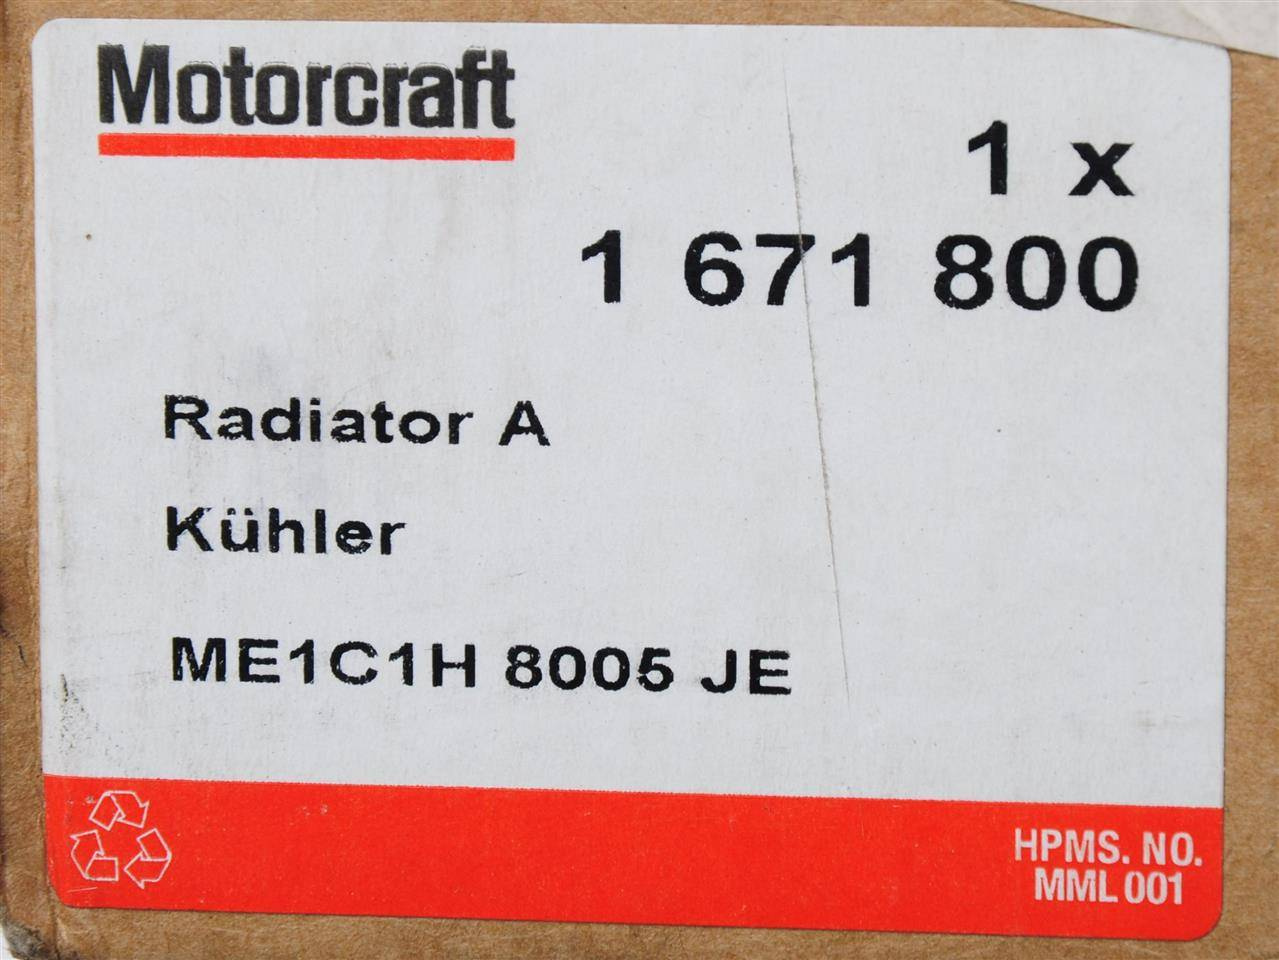 Motorcraft
1 x
1 671 800
Radiator A
Kühler
ME1C1H 8005 JE
HPMS. NO.
MML 001